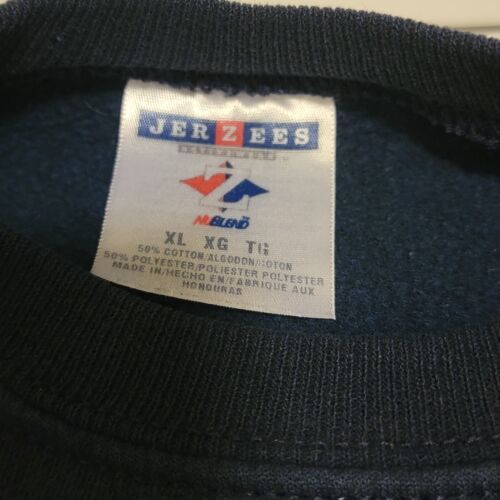 JERZEES
ACTIVEWEAR
Z
NUBLEND
XL XG TG
50% COTTON/ALGODON/COTON
50% POLYESTER/POLIESTER POLYESTER
MADE IN/HECHO EN/FABRIQUE AUX
HONDURAS